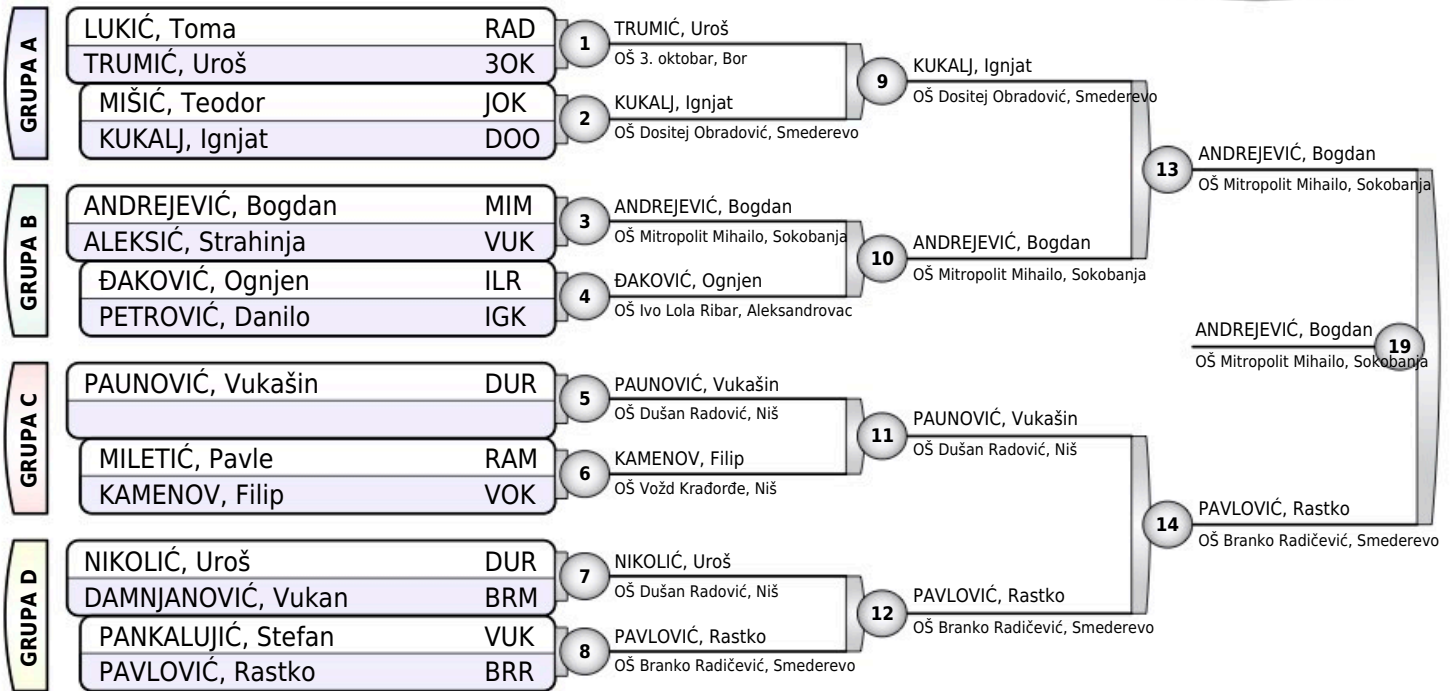 GRUPA A
LUKIĆ, Toma RAD
TRUMIĆ, Uroš 3OK
MIŠIĆ, Teodor JOK
KUKALJ, Ignjat DOO
GRUPA B
ANDREJEVIĆ, Bogdan MIM
ALEKSIĆ, Strahinja VUK
ĐAKOVIĆ, Ognjen ILR
PETROVIĆ, Danilo IGK
GRUPA C
PAUNOVIĆ, Vukašin DUR
MILETIĆ, Pavle RAM
KAMENOV, Filip VOK
GRUPA D
NIKOLIĆ, Uroš DUR
DAMNJANOVIĆ, Vukan BRM
PANKALUJIĆ, Stefan VUK
PAVLOVIĆ, Rastko BRR
1
TRUMIĆ, Uroš
OŠ 3. oktobar, Bor
2
KUKALJ, Ignjat
OŠ Dositej Obradović, Smederevo
3
ANDREJEVIĆ, Bogdan
OŠ Mitropolit Mihailo, Sokobanja
4
ĐAKOVIĆ, Ognjen
OŠ Ivo Lola Ribar, Aleksandrovac
5
PAUNOVIĆ, Vukašin
OŠ Dušan Radović, Niš
6
KAMENOV, Filip
OŠ Vožd Krađorđe, Niš
7
NIKOLIĆ, Uroš
OŠ Dušan Radović, Niš
8
PAVLOVIĆ, Rastko
OŠ Branko Radičević, Smederevo
9
KUKALJ, Ignjat
OŠ Dositej Obradović, Smederevo
10
ANDREJEVIĆ, Bogdan
OŠ Mitropolit Mihailo, Sokobanja
11
PAUNOVIĆ, Vukašin
OŠ Dušan Radović, Niš
12
PAVLOVIĆ, Rastko
OŠ Branko Radičević, Smederevo
13
ANDREJEVIĆ, Bogdan
OŠ Mitropolit Mihailo, Sokobanja
14
PAVLOVIĆ, Rastko
OŠ Branko Radičević, Smederevo
ANDREJEVIĆ, Bogdan
19
OŠ Mitropolit Mihailo, Sokobanja